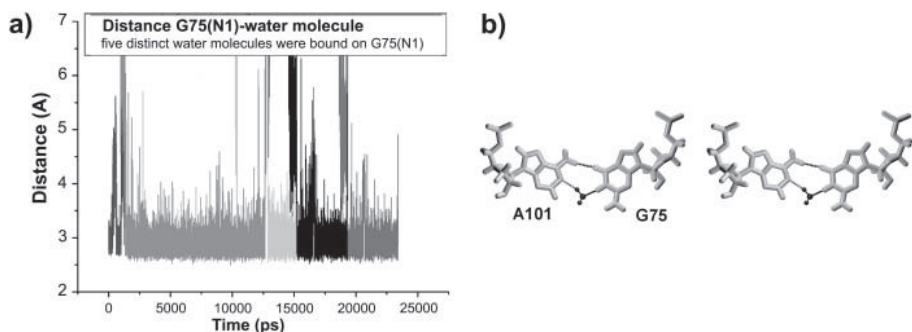 a)
Distance G75(N1)-water molecule
five distinct water molecules were bound on G75(N1)
7
6
5
4
3
2
Distance (A)
0 5000 10000 15000 20000 25000
Time (ps)
b)
A101 G75